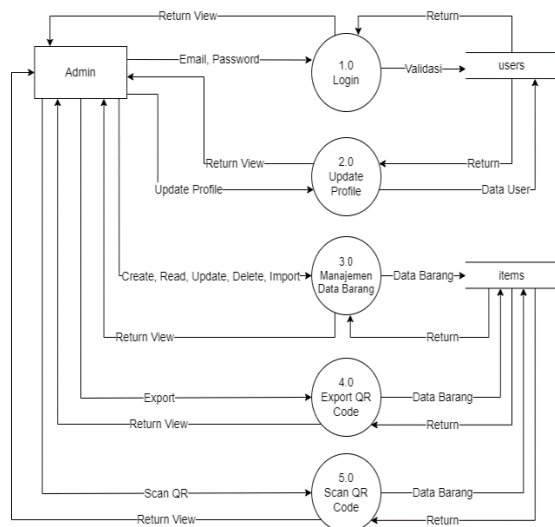 Return View
Return
Admin
Email, Password
1.0
Login
Validasi
users
Return View
2.0
Update
Profile
Return
Update Profile
Data User
Create, Read, Update, Delete, Import
3.0
Manajemen
Data Barang
Data Barang
items
Return View
Return
Export
4.0
Export QR
Code
Data Barang
Return View
Return
Scan QR
5.0
Scan QR
Code
Data Barang
Return View
Return